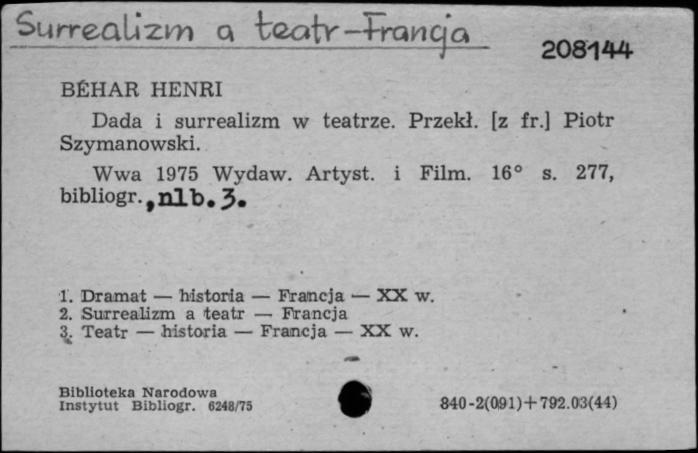 Surrealizm a teatr-Francja
208144
BÉHAR HENRI
Dada i surrealizm w teatrze. Przekł. [z fr.] Piotr
Szymanowski.
Wwa 1975 Wydaw. Artyst. i Film. 16° s. 277,
bibliogr., nlb. 3.
1. Dramat — historia — Francja — XX w.
2. Surrealizm a teatr — Francja
3. Teatr — historia — Francja — XX w.
Biblioteka Narodowa
Instytut Bibliogr. 6248/75
840-2(091)+792.03(44)